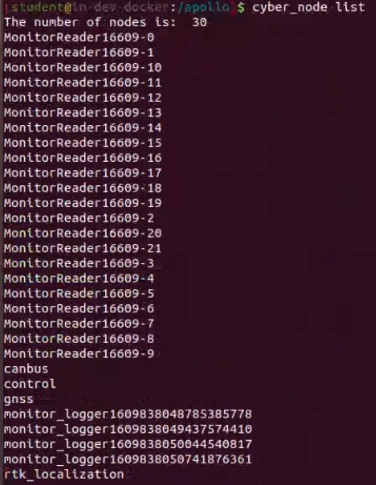 [student@in-dev-docker:/apollo $ cyber_node list
The number of nodes is:  30
MonitorReader16609-0
MonitorReader16609-1
MonitorReader16609-10
MonitorReader16609-11
MonitorReader16609-12
MonitorReader16609-13
MonitorReader16609-14
MonitorReader16609-15
MonitorReader16609-16
MonitorReader16609-17
MonitorReader16609-18
MonitorReader16609-19
MonitorReader16609-2
MonitorReader16609-20
MonitorReader16609-21
MonitorReader16609-3
MonitorReader16609-4
MonitorReader16609-5
MonitorReader16609-6
MonitorReader16609-7
MonitorReader16609-8
MonitorReader16609-9
canbus
control
gnss
monitor_logger1609838048785385778
monitor_logger1609838049437574410
monitor_logger1609838050044540817
monitor_logger1609838050741876361
rtk_localization